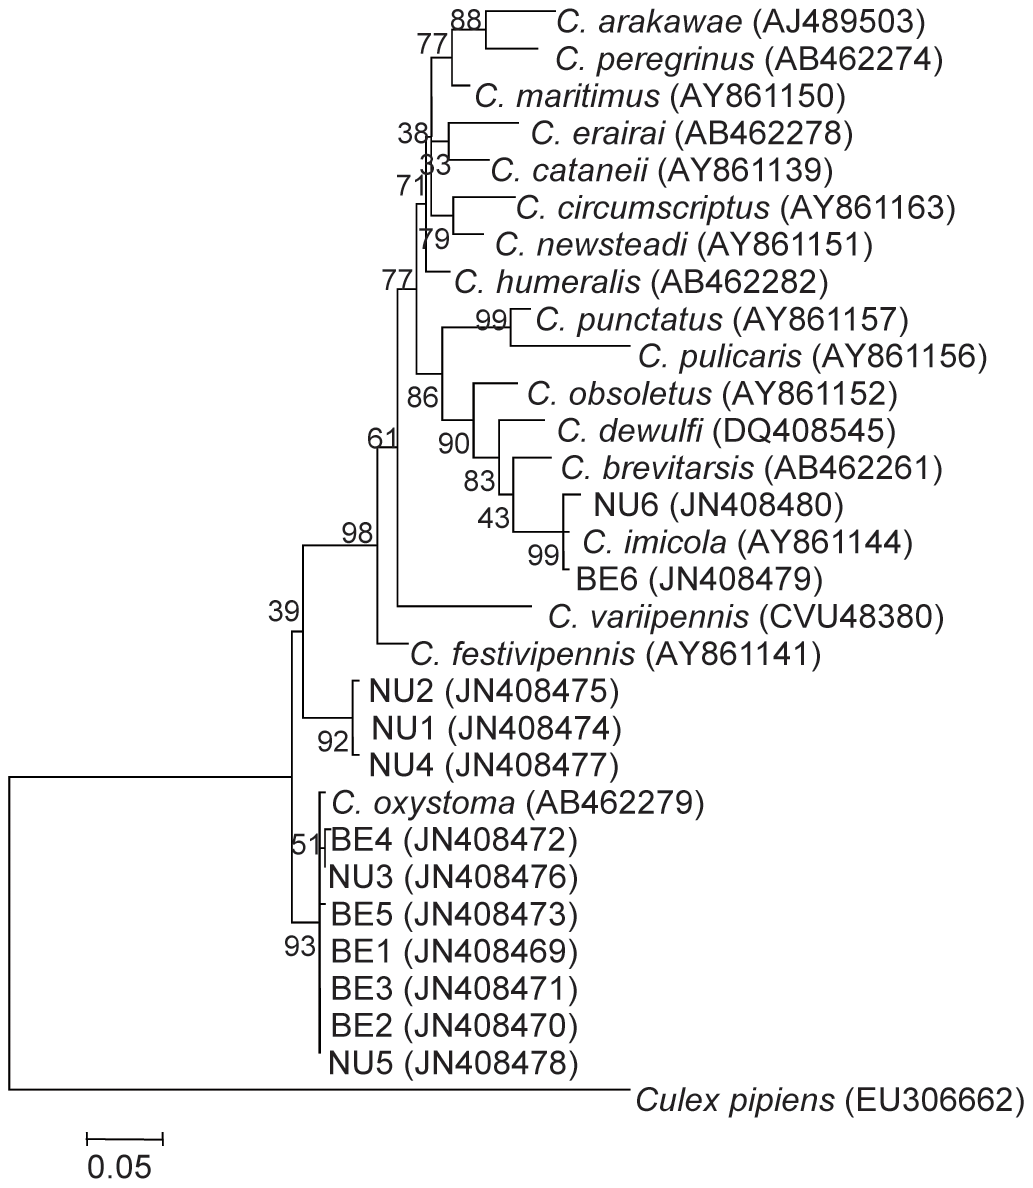 88
C. arakawae (AJ489503)
77
C. peregrinus (AB462274)
C. maritimus (AY861150)
38
C. erairai (AB462278)
33
C. cataneii (AY861139)
71
C. circumscriptus (AY861163)
79
C. newsteadi (AY861151)
77
C. humeralis (AB462282)
99
C. punctatus (AY861157)
C. pulicaris (AY861156)
86
C. obsoletus (AY861152)
61
C. dewulfi (DQ408545)
90
C. brevitarsis (AB462261)
83
NU6 (JN408480)
43
C. imicola (AY861144)
98
99
BE6 (JN408479)
39
C. variipennis (CVU48380)
C. festivipennis (AY861141)
NU2 (JN408475)
NU1 (JN408474)
92
NU4 (JN408477)
C. oxystoma (AB462279)
51
BE4 (JN408472)
NU3 (JN408476)
BE5 (JN408473)
93
BE1 (JN408469)
BE3 (JN408471)
BE2 (JN408470)
NU5 (JN408478)
Culex pipiens (EU306662)
0.05